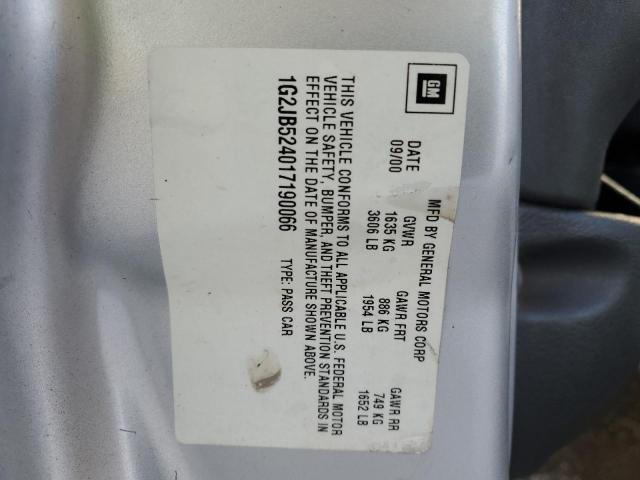 GM
MFD BY GENERAL MOTORS CORP
DATE GVWR GAWR FRT GAWR RR
09/00 1635 KG 886 KG 749 KG
3606 LB 1954 LB 1652 LB
THIS VEHICLE CONFORMS TO ALL APPLICABLE U.S. FEDERAL MOTOR
VEHICLE SAFETY, BUMPER, AND THEFT PREVENTION STANDARDS IN
EFFECT ON THE DATE OF MANUFACTURE SHOWN ABOVE.
1G2JB524017190066 TYPE: PASS CAR